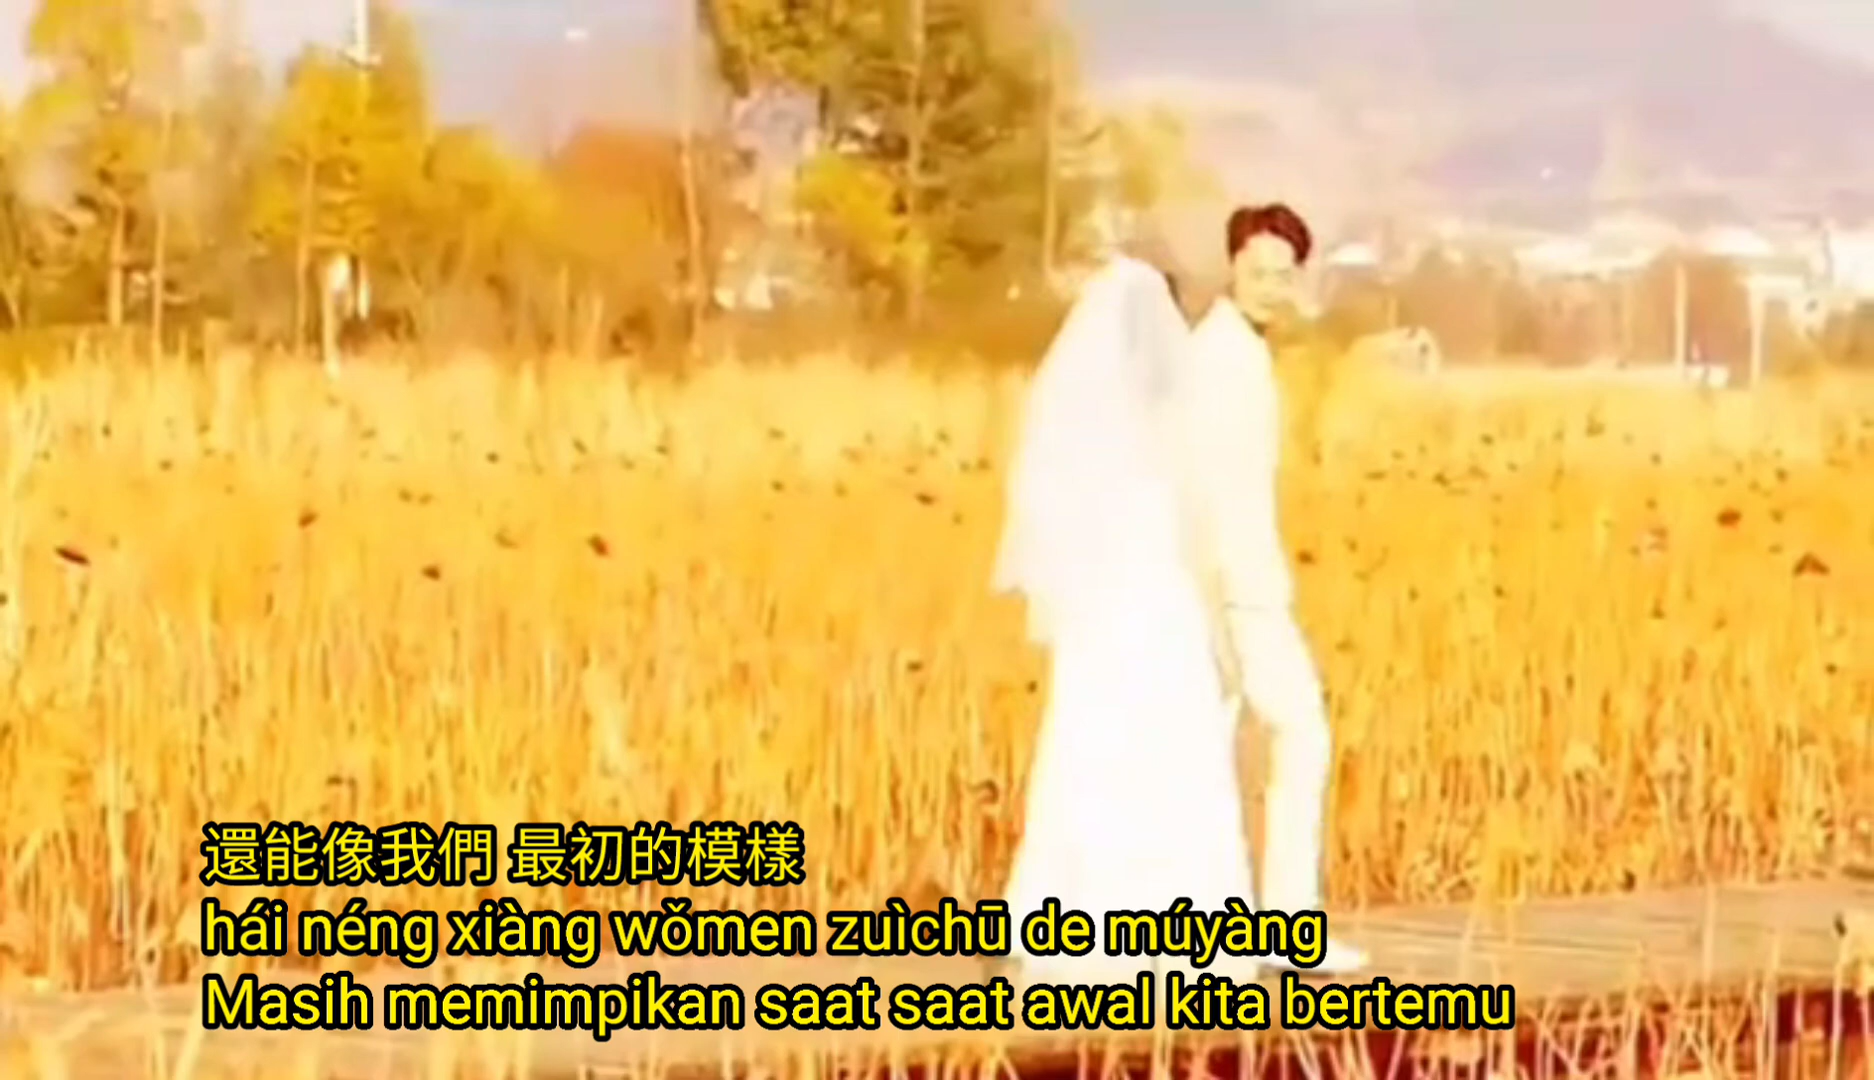 還能像我們 最初的模樣
hái néng xiàng wǒmen zuìchū de múyàng
Masih memimpikan saat saat awal kita bertemu